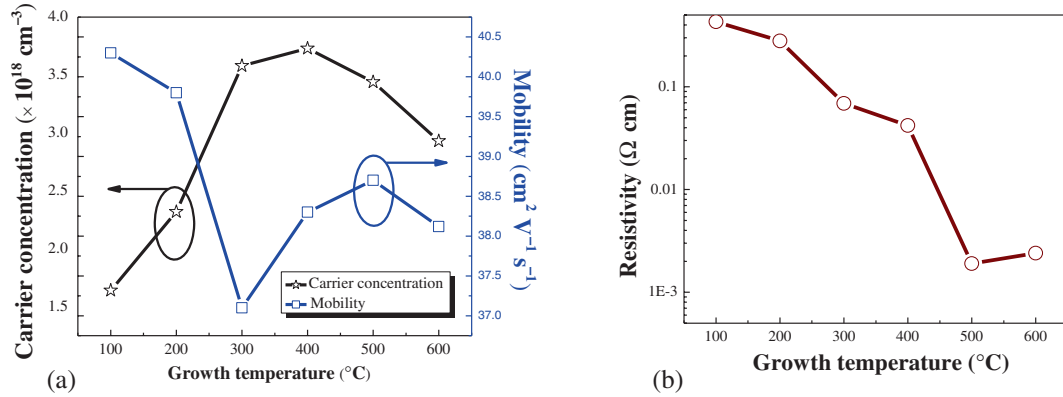 Carrier concentration (× 10¹⁸ cm⁻³)
4.0
3.5
3.0
2.5
2.0
1.5
100 200 300 400 500 600
Growth temperature (°C)
40.5
40.0
39.5
39.0
38.5
38.0
37.5
37.0
Mobility (cm² V⁻¹ s⁻¹)
Carrier concentration
Mobility
(a)
Resistivity (Ω cm)
0.1
0.01
1E-3
100 200 300 400 500 600
Growth temperature (°C)
(b)